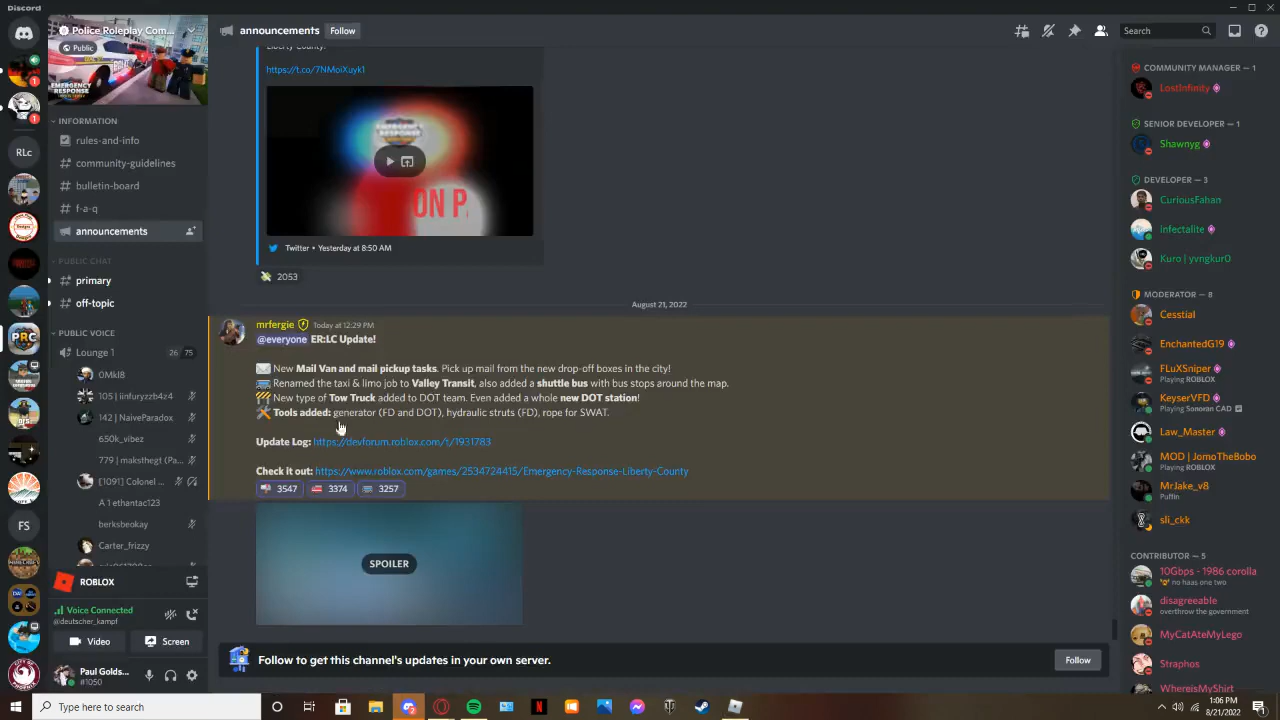 Discord
Police Roleplay Com...
Public
EMERGENCY
RESPONSE
INFORMATION
rules-and-info
community-guidelines
bulletin-board
f-a-q
announcements
PUBLIC CHAT
primary
off-topic
PUBLIC VOICE
Lounge 1 26 75
0Mkl8
105 | iinfuryzzb4z4
142 | NaiveParadox
650k_vibez
779 | maksthegt (Pa...
[1091] Colonel ...
A 1 ethantac123
berksbeokay
Carter_frizzy
ROBLOX
Voice Connected
@deutscher_kampf
Video Screen
Paul Golds...
#1050
RLc
1
1
FS
announcements Follow
Search
Liberty County!
https://t.co/7NMoiXuyk1
ON P
Twitter • Yesterday at 8:50 AM
2053
August 21, 2022
mrfergie Today at 12:29 PM
@everyone ER:LC Update!
New Mail Van and mail pickup tasks. Pick up mail from the new drop-off boxes in the city!
Renamed the taxi & limo job to Valley Transit, also added a shuttle bus with bus stops around the map.
New type of Tow Truck added to DOT team. Even added a whole new DOT station!
Tools added: generator (FD and DOT), hydraulic struts (FD), rope for SWAT.
Update Log: https://devforum.roblox.com/t/1931783
Check it out: https://www.roblox.com/games/2534724415/Emergency-Response-Liberty-County
3547 3374 3257
SPOILER
Follow to get this channel's updates in your own server.
Follow
COMMUNITY MANAGER — 1
LostInfinity
SENIOR DEVELOPER — 1
Shawnyg
DEVELOPER — 3
CuriousFahan
infectalite
Kuro | yvngkur0
MODERATOR — 8
Cesstial
EnchantedG19
FLuXSniper
Playing ROBLOX
KeyserVFD
Playing Sonoran CAD
Law_Master
MOD | JomoTheBombo
Playing ROBLOX
MrJake_v8
Puffin
sli_ckk
CONTRIBUTOR — 5
10Gbps - 1986 corolla
no haas one two
disagreeable
overthrow the government
MyCatAteMyLego
Straphos
WhereisMyShirt
Type here to search
1:06 PM
8/21/2022